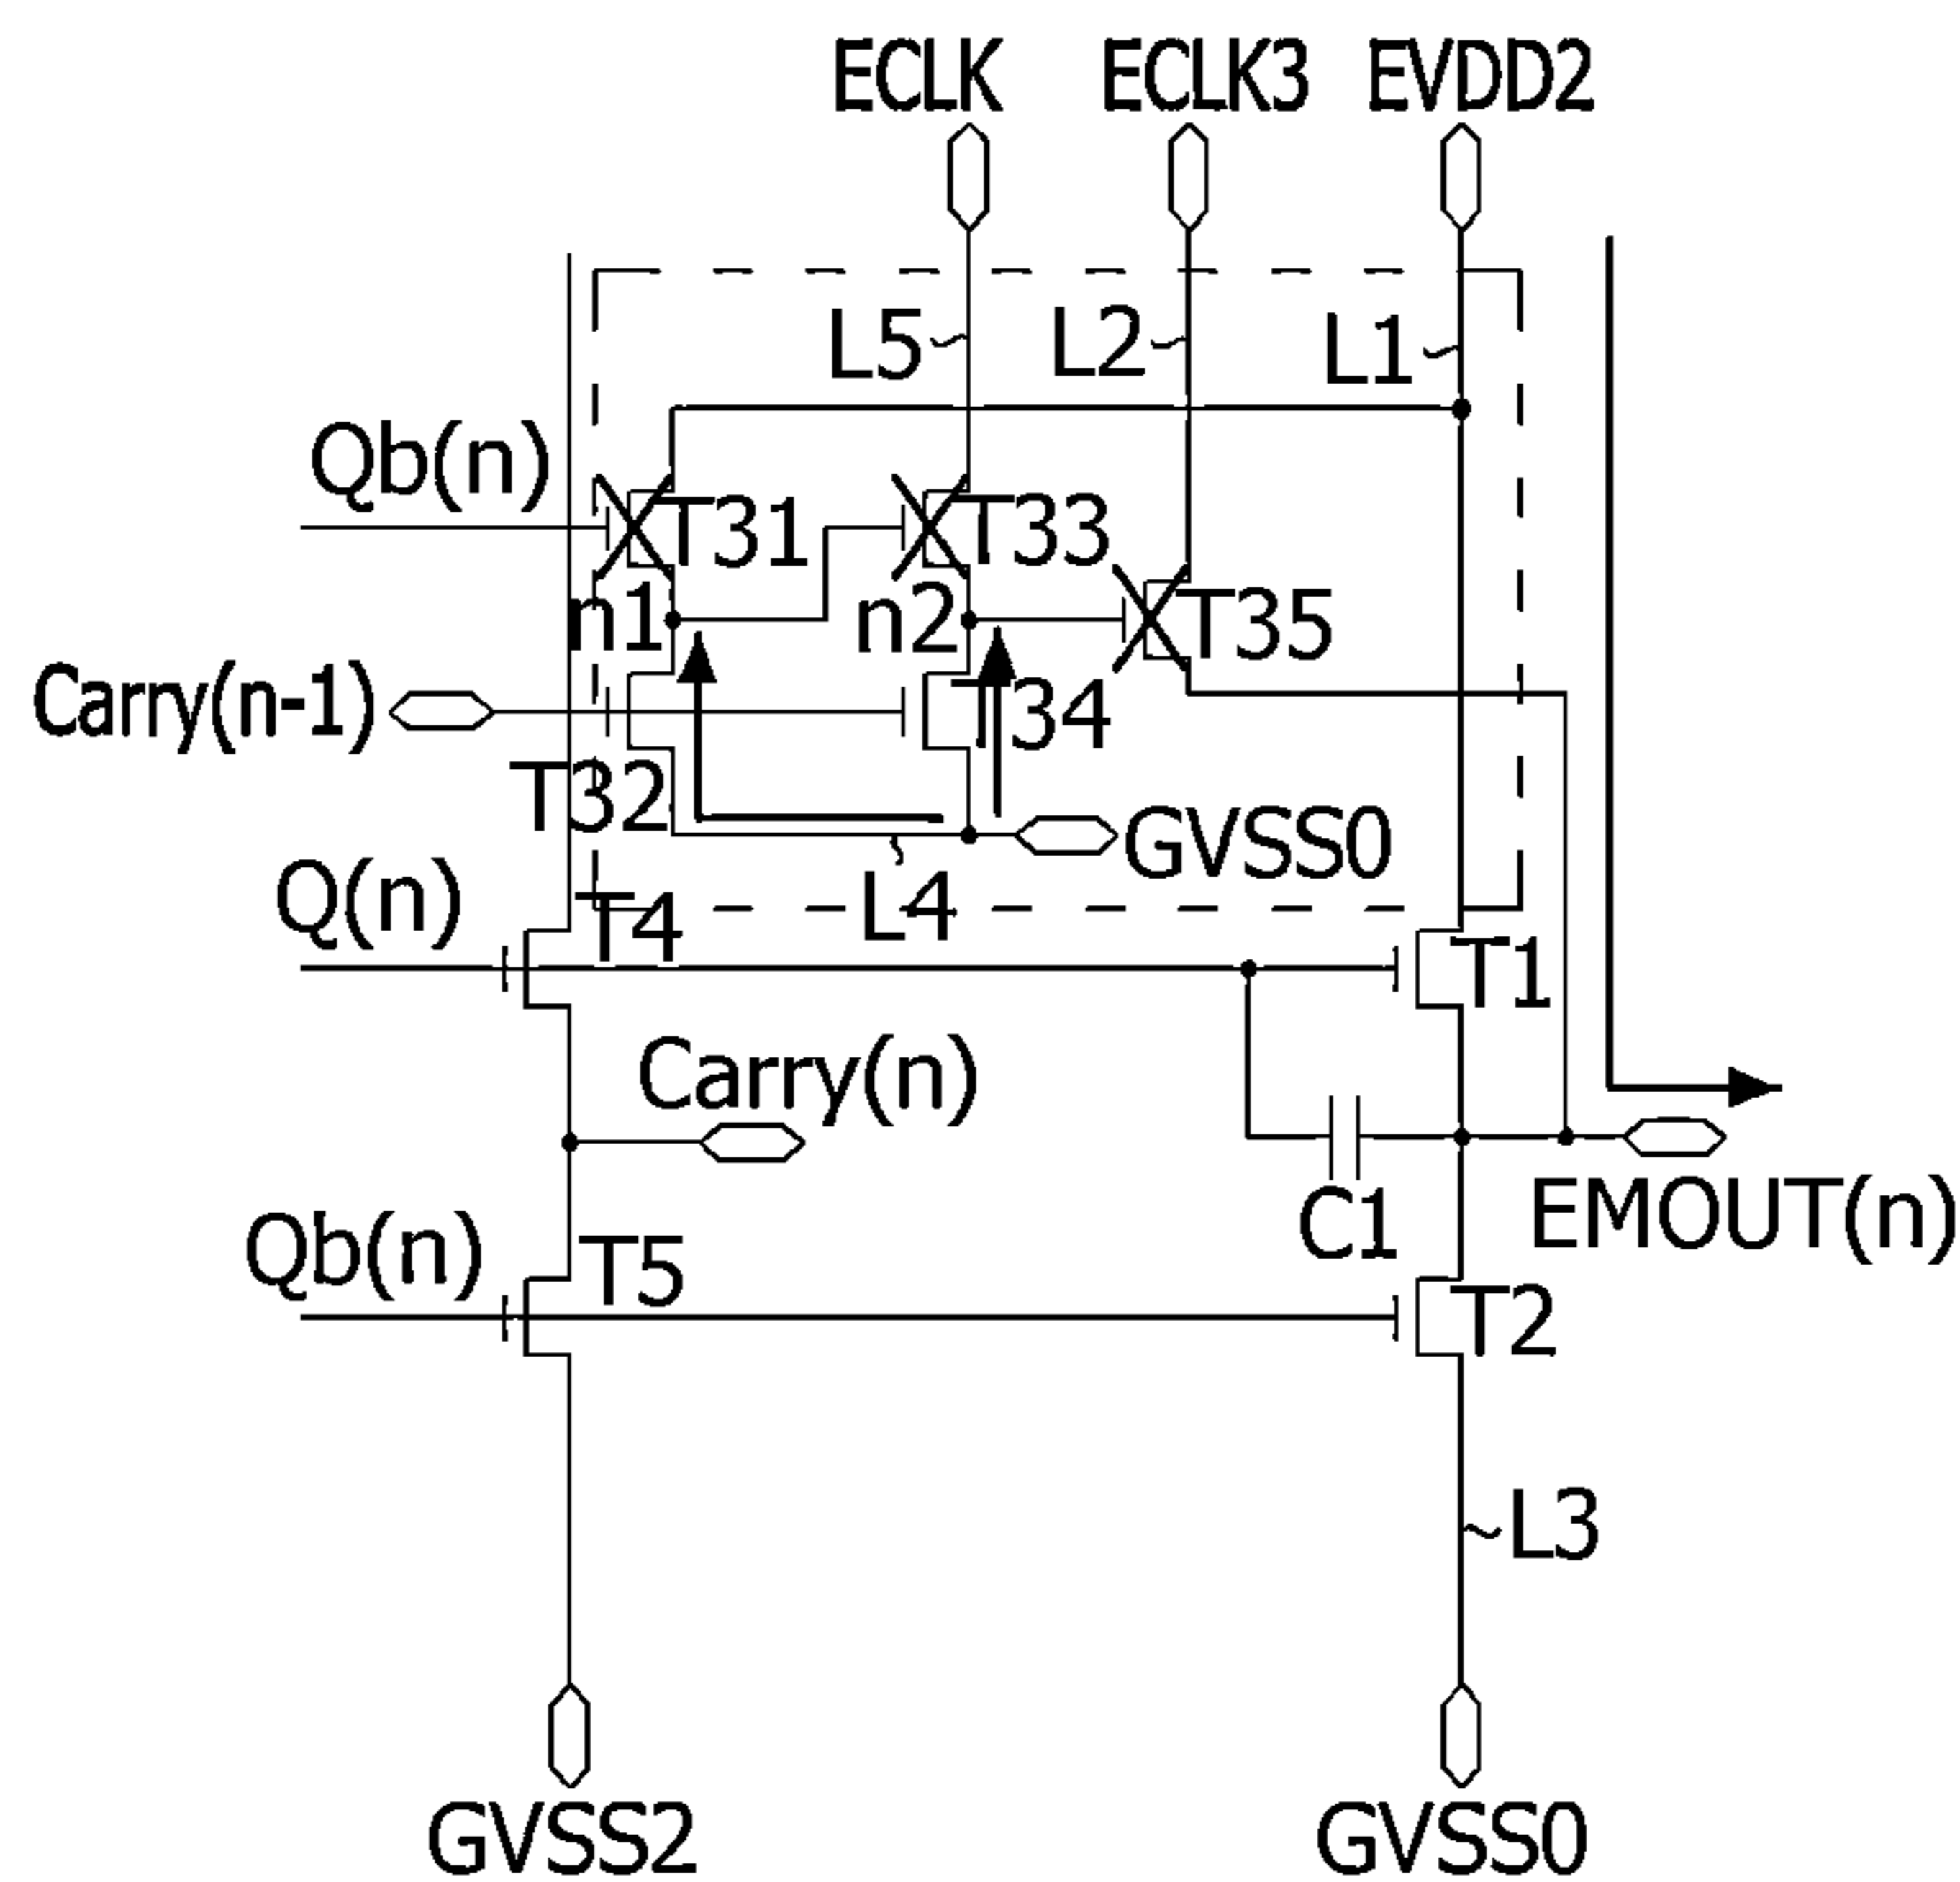 ECLK
ECLK3
EVDD2
L5
L2
L1
Qb(n)
T31
T33
n1
n2
T35
Carry(n-1)
T34
T32
GVSS0
L4
Q(n)
T4
T1
Carry(n)
C1
EMOUT(n)
Qb(n)
T5
T2
L3
GVSS2
GVSS0